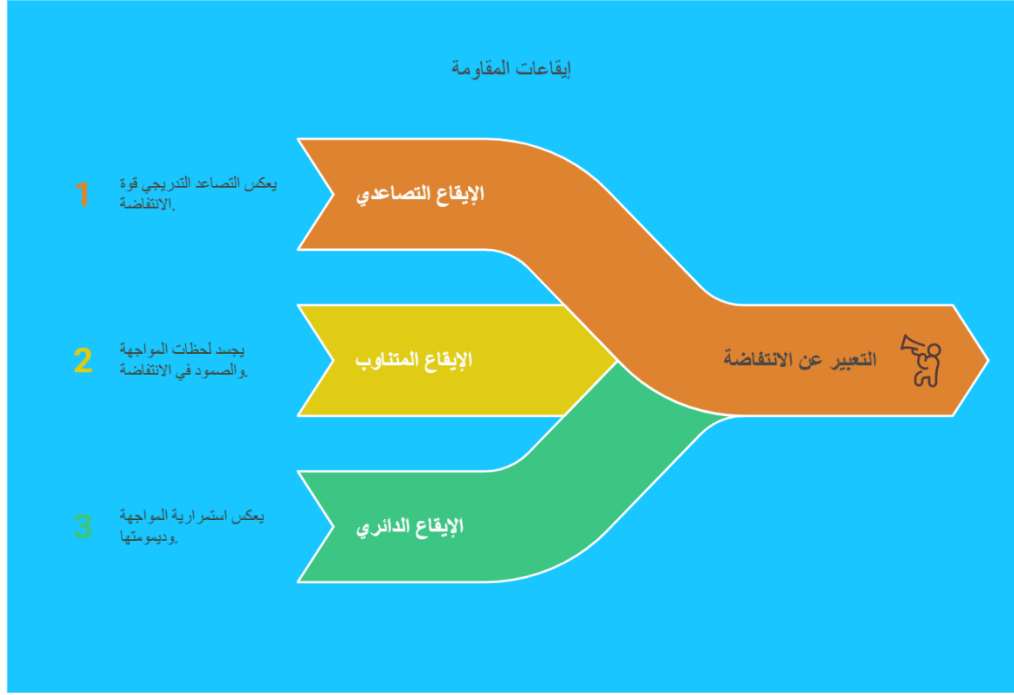 إيقاعات المقاومة
1
يعكس التصاعد التدريجي قوة
الانتفاضة.
الإيقاع التصاعدي
2
يجسد لحظات المواجهة
والصمود في الانتفاضة.
الإيقاع المتناوب
التعبير عن الانتفاضة
3
يعكس استمرارية المواجهة
وديمومتها.
الإيقاع الدائري